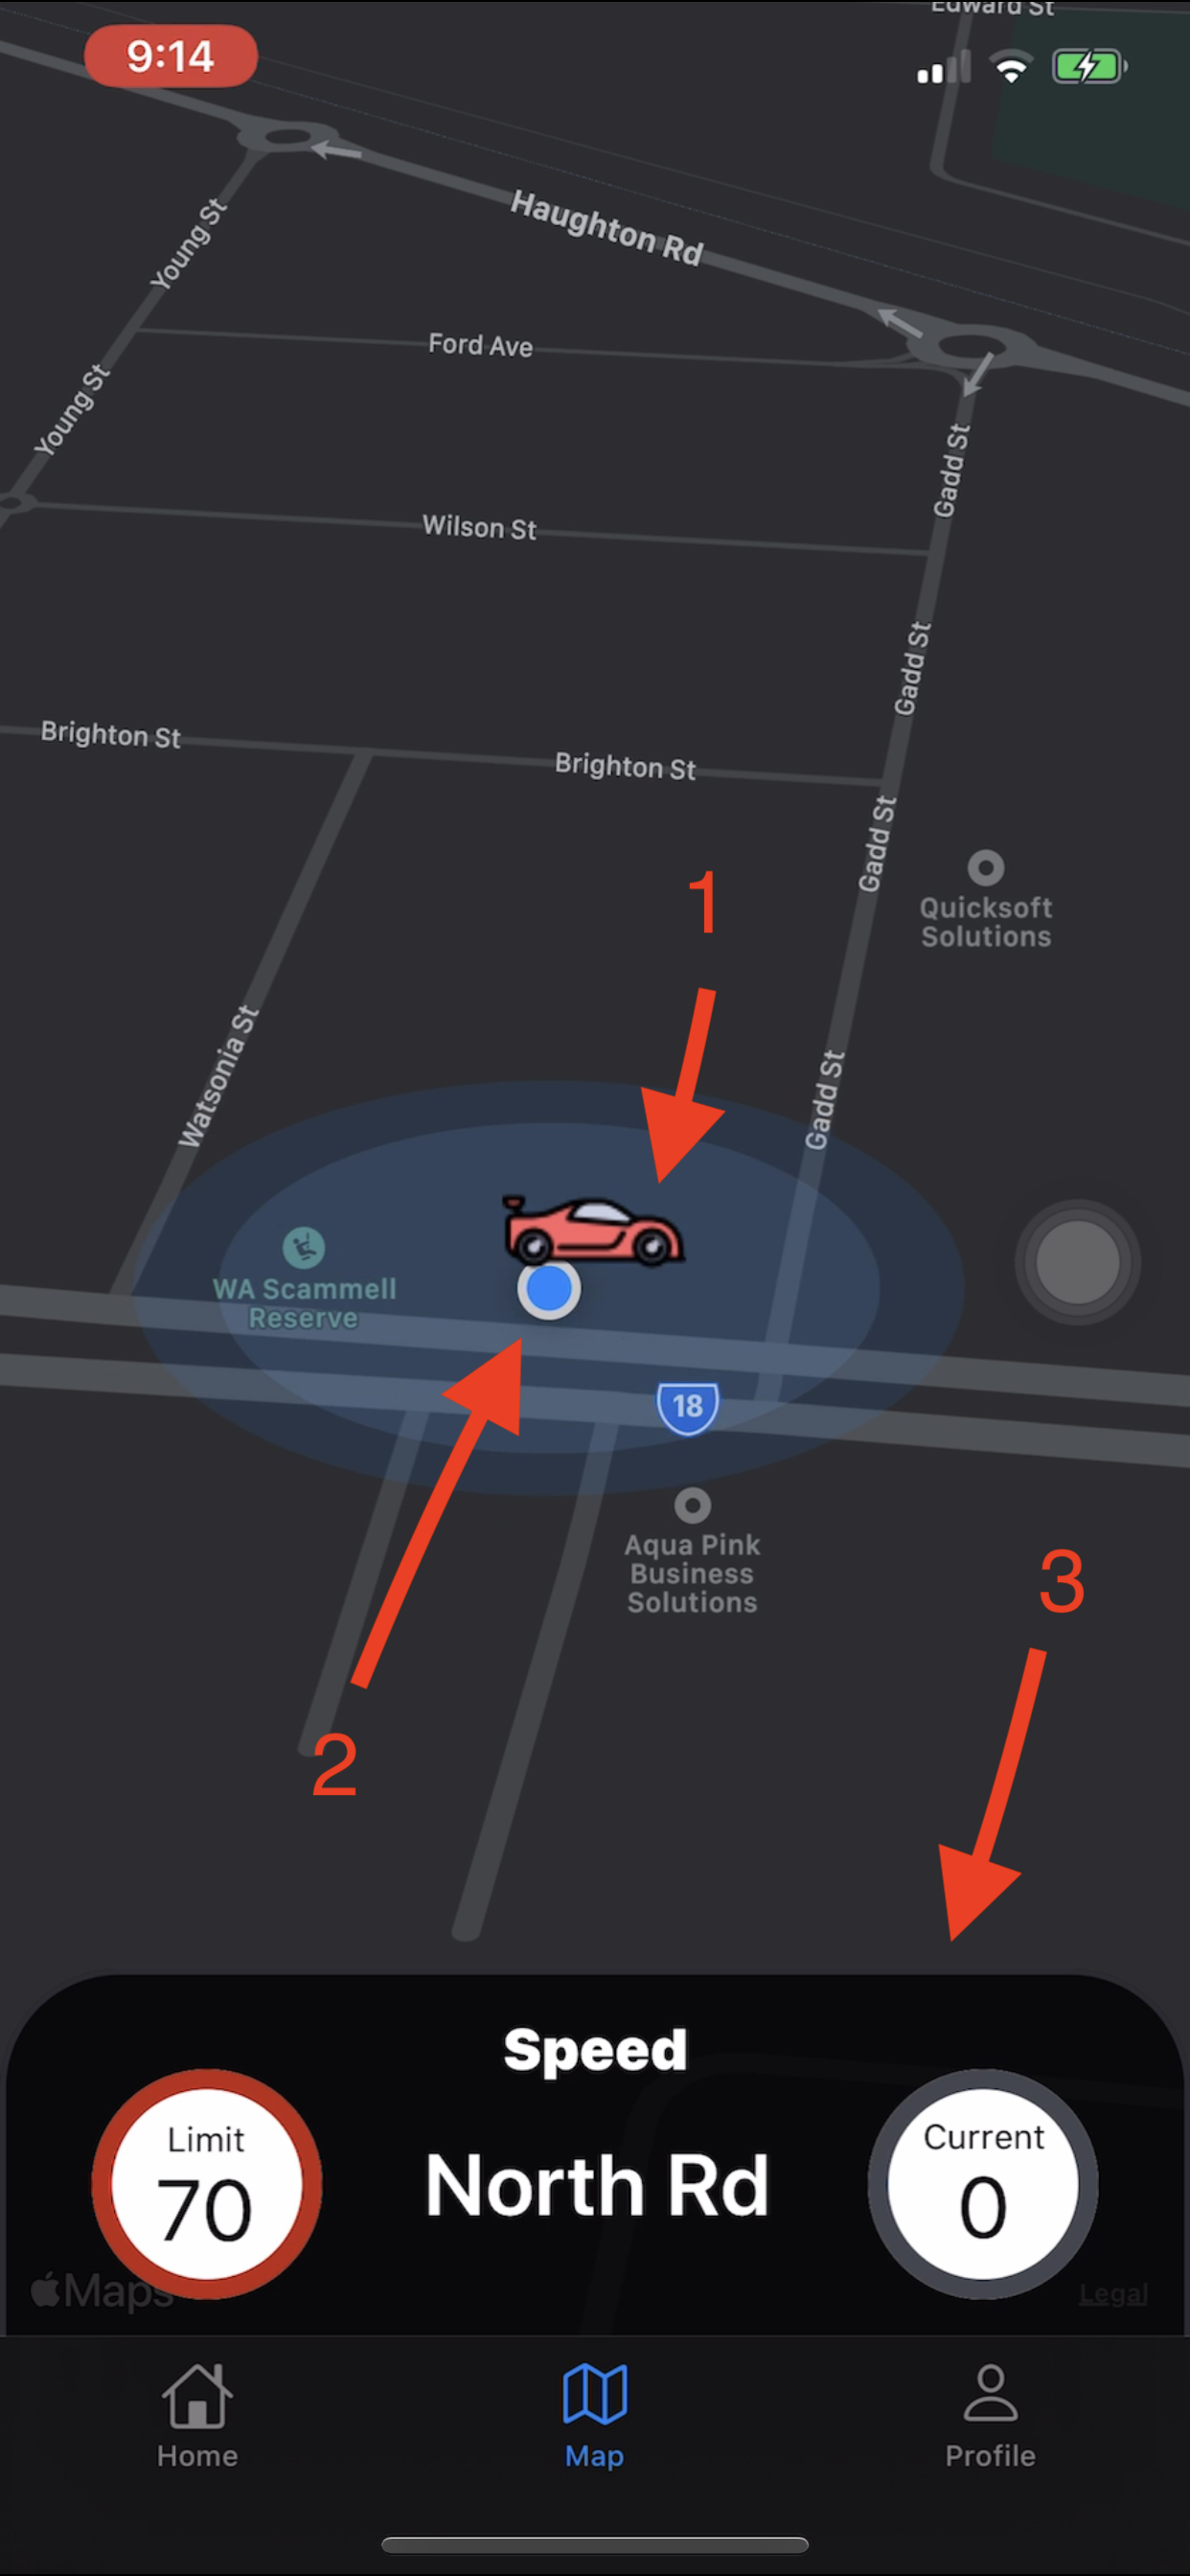 Edward St
9:14
Haughton Rd
Young St
Ford Ave
Young St
Gadd St
Wilson St
Gadd St
Brighton St
Brighton St
Gadd St
1
Quicksoft
Solutions
Watsonia St
Gadd St
WA Scammell
Reserve
18
Aqua Pink
Business
Solutions
3
2
Speed
Limit
70
North Rd
Current
0
Maps
Legal
Home
Map
Profile